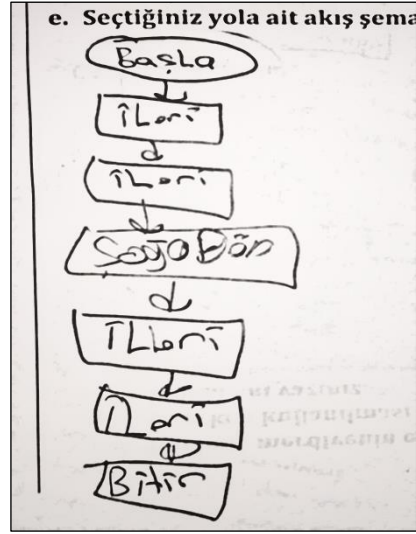 e. Seçtiğiniz yola ait akış şema
Başla
İleri
İleri
Sağa Dön
İleri
İleri
Bitir